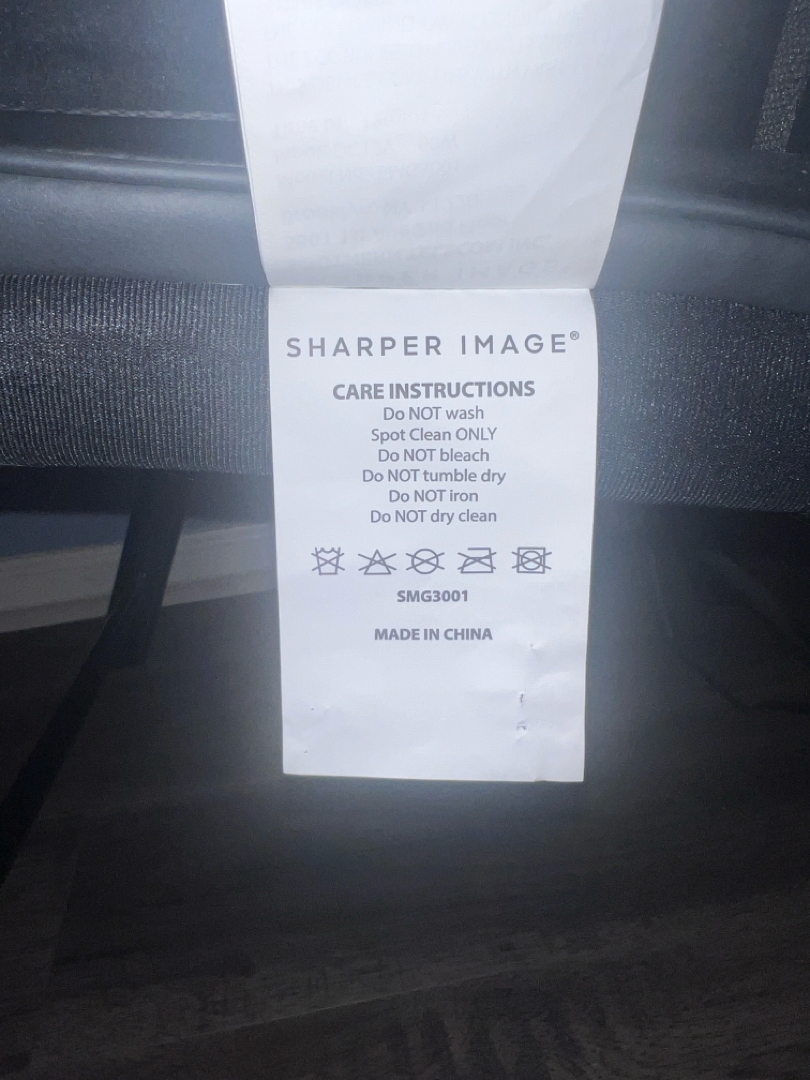 SHARPER IMAGE®
CARE INSTRUCTIONS
Do NOT wash
Spot Clean ONLY
Do NOT bleach
Do NOT tumble dry
Do NOT iron
Do NOT dry clean
SMG3001
MADE IN CHINA